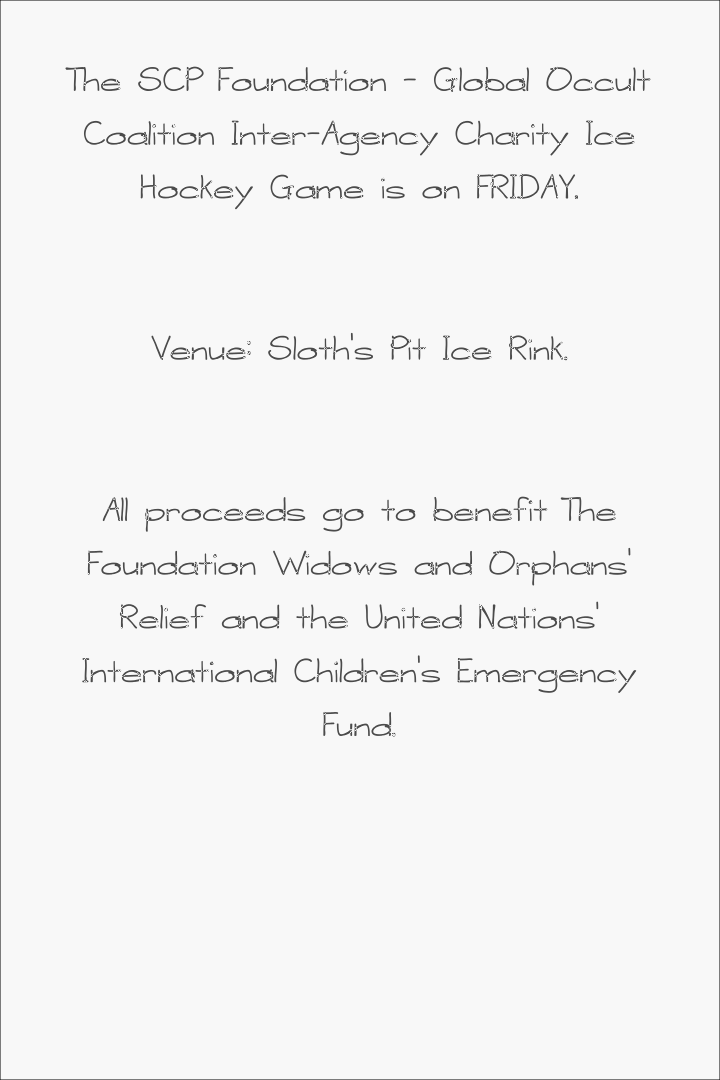 The SCP Foundation - Global Occult
Coalition Inter-Agency Charity Ice
Hockey Game is on FRIDAY.
Venue: Sloth's Pit Ice Rink.
All proceeds go to benefit The
Foundation Widows and Orphans'
Relief and the United Nations'
International Children's Emergency
Fund.